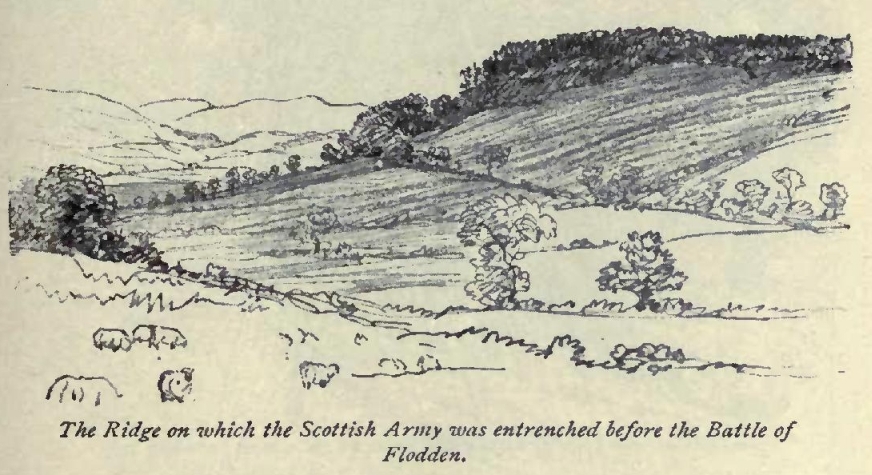 The Ridge on which the Scottish Army was entrenched before the Battle of
Flodden.